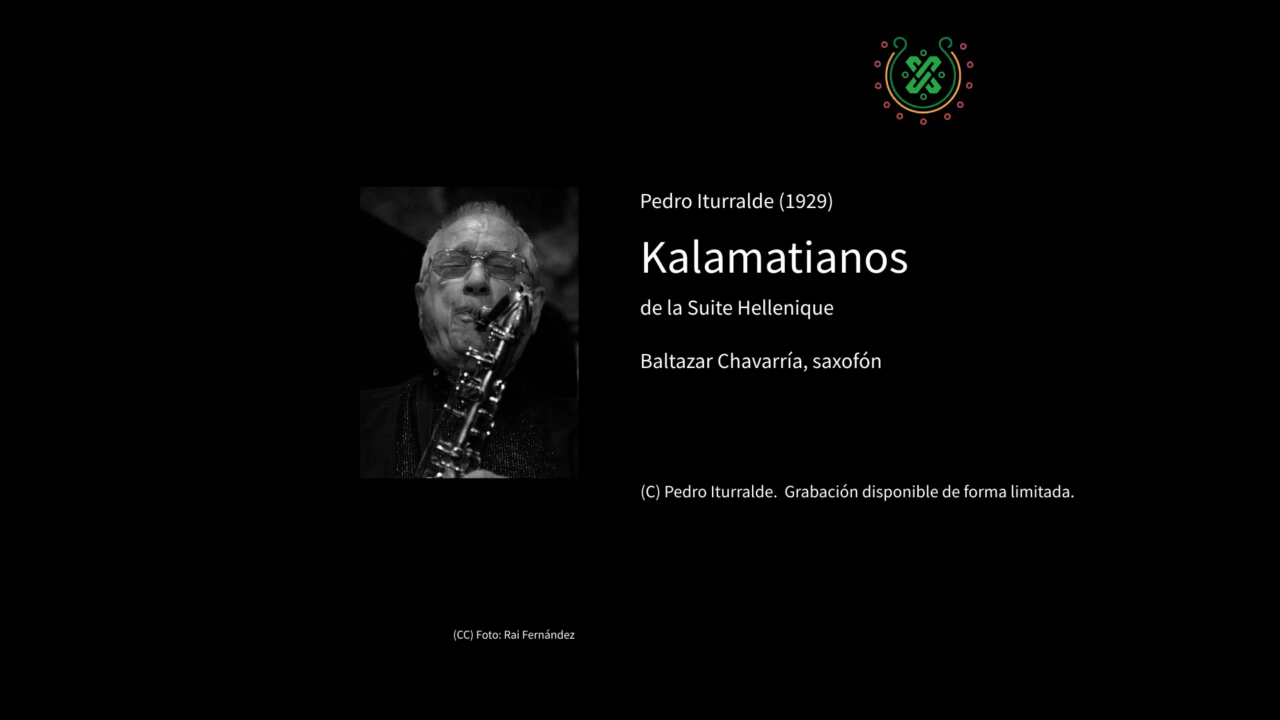 Pedro Iturralde (1929)
Kalamatianos
de la Suite Hellenique
Baltazar Chavarría, saxofón
(C) Pedro Iturralde.  Grabación disponible de forma limitada.
(CC) Foto: Rai Fernández